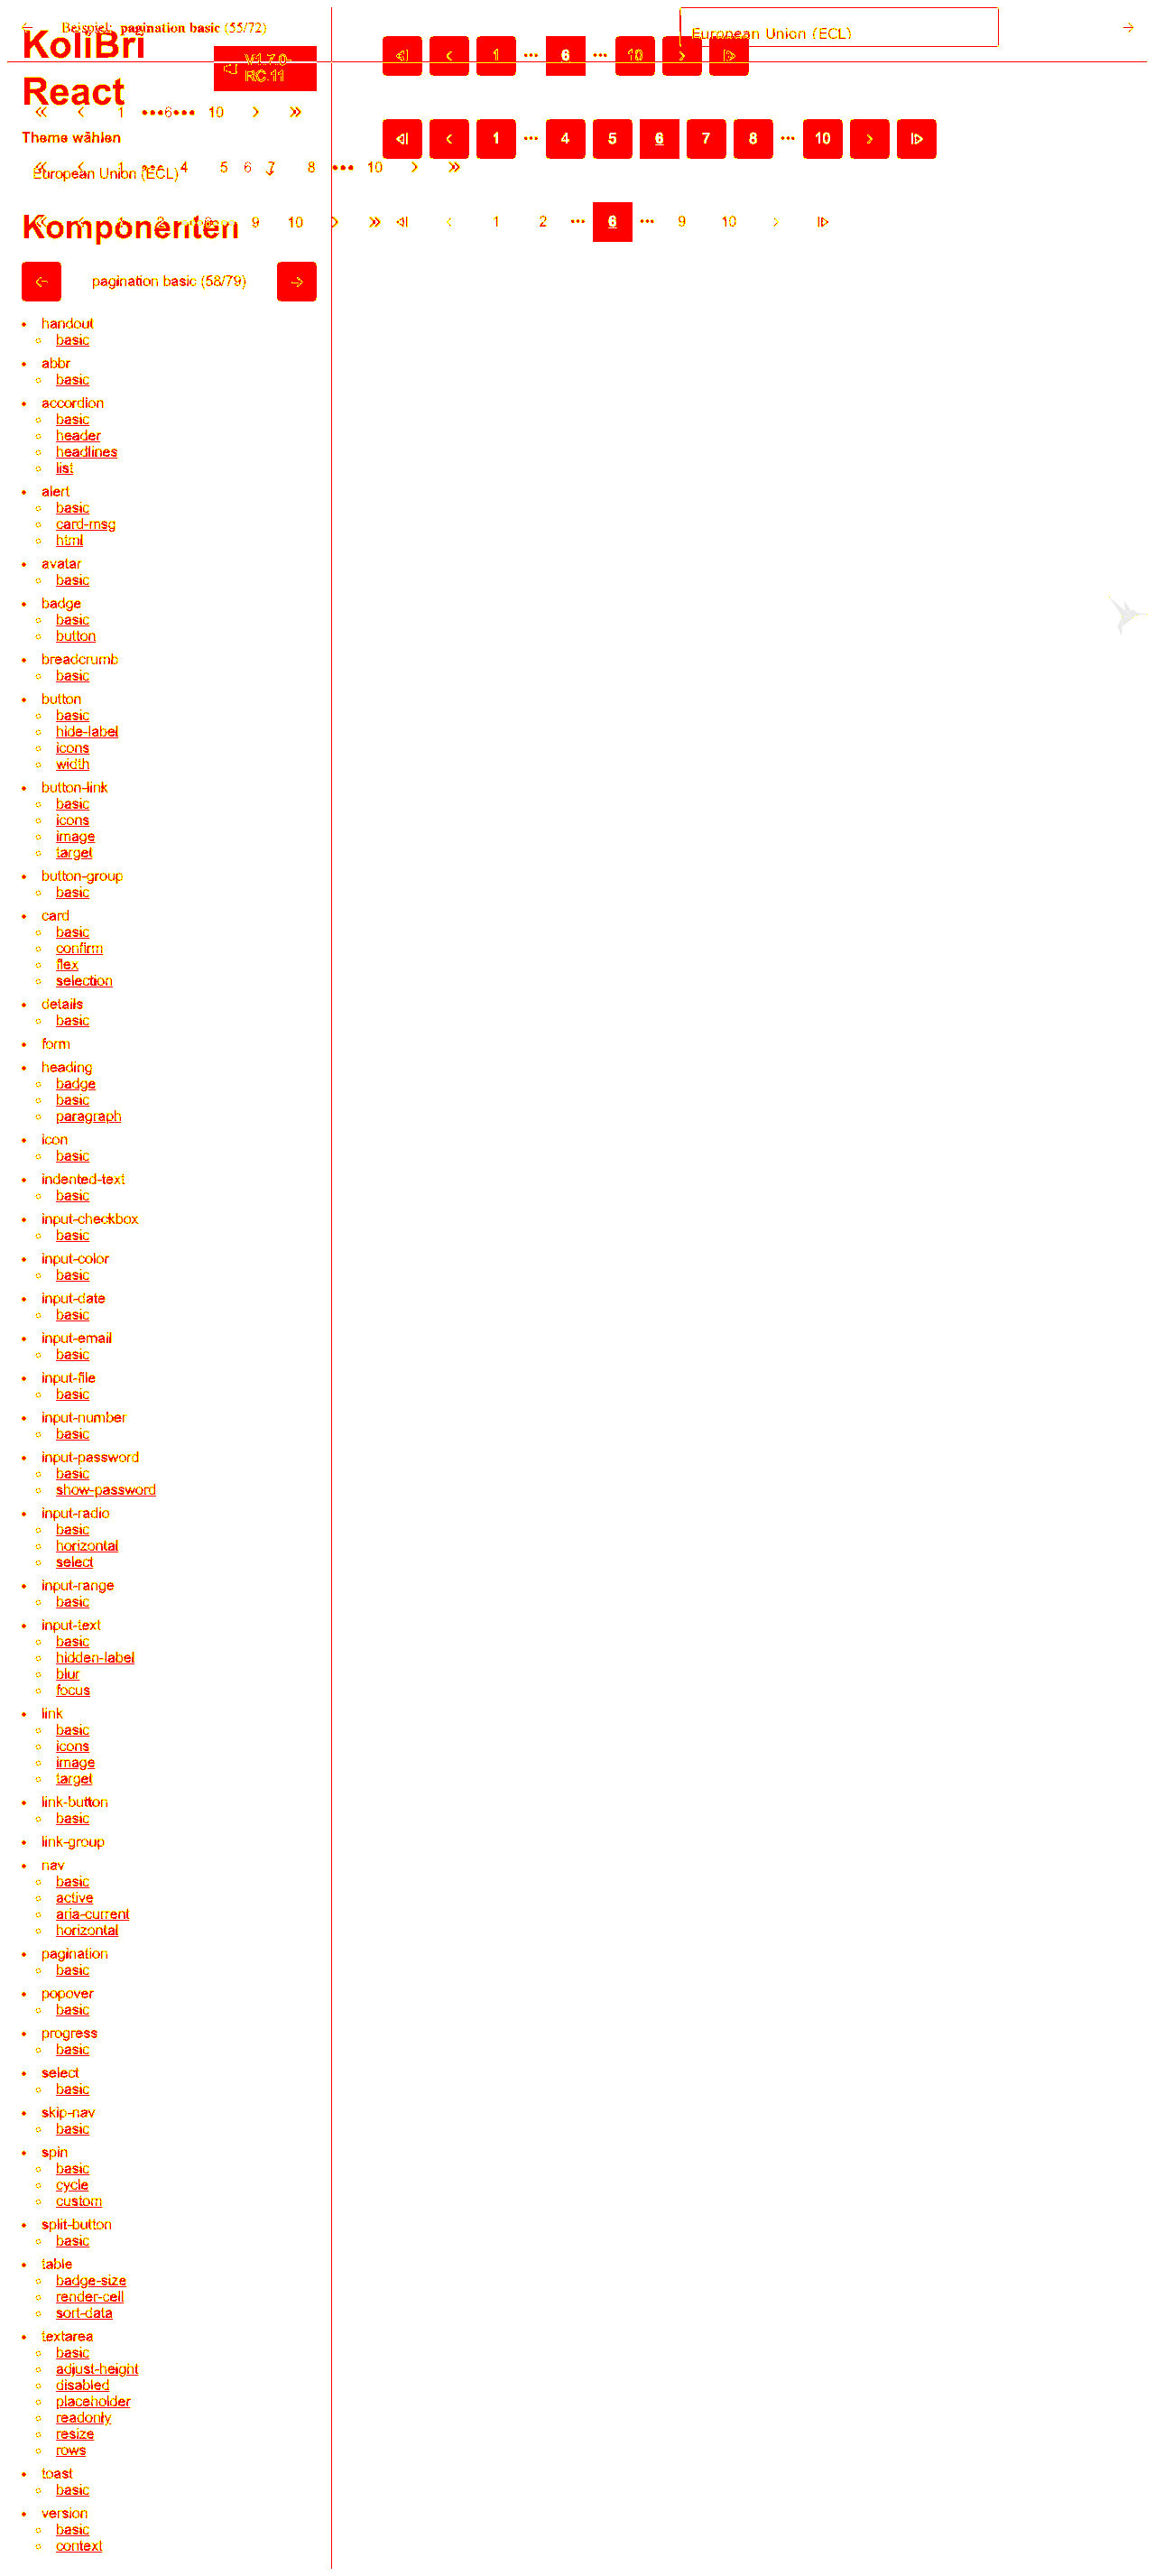 ← Beispiel: pagination basic (55/72) European Union (ECL) →
KoliBri
React
V1.7.0-
RC.11
1 ••• 6 ••• 10
1 •••6••• 10
Theme wählen
1 ••• 4 5 6 7 8 ••• 10
1 ••• 4 5 6 7 8 ••• 10
European Union (ECL)
Komponenten
1 2 9 10
1 2 ••• 6 ••• 9 10
← pagination basic (58/79) →
handout
basic
abbr
basic
accordion
basic
header
headlines
list
alert
basic
card-msg
html
avatar
basic
badge
basic
button
breadcrumb
basic
button
basic
hide-label
icons
width
button-link
basic
icons
image
target
button-group
basic
card
basic
confirm
flex
selection
details
basic
form
heading
badge
basic
paragraph
icon
basic
indented-text
basic
input-checkbox
basic
input-color
basic
input-date
basic
input-email
basic
input-file
basic
input-number
basic
input-password
basic
show-password
input-radio
basic
horizontal
select
input-range
basic
input-text
basic
hidden-label
blur
focus
link
basic
icons
image
target
link-button
basic
link-group
nav
basic
active
aria-current
horizontal
pagination
basic
popover
basic
progress
basic
select
basic
skip-nav
basic
spin
basic
cycle
custom
split-button
basic
table
badge-size
render-cell
sort-data
textarea
basic
adjust-height
disabled
placeholder
readonly
resize
rows
toast
basic
version
basic
context